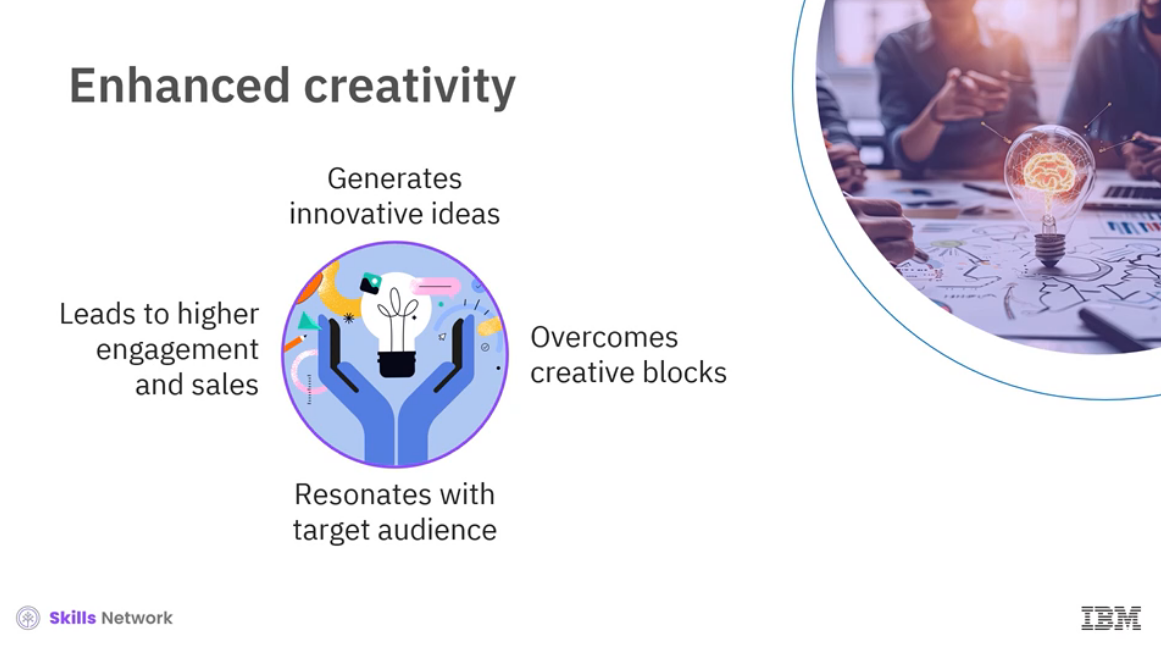 Enhanced creativity
Generates
innovative ideas
Leads to higher
engagement
and sales
Overcomes
creative blocks
Resonates with
target audience
Skills Network
IBM